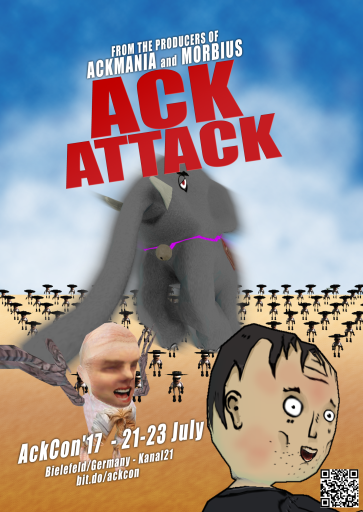 FROM THE PRODUCERS OF
ACKMANIA and MORBIUS
ACK
ATTACK
AckCon'17 - 21-23 July
Bielefeld/Germany - Kanal21
bit.do/ackcon